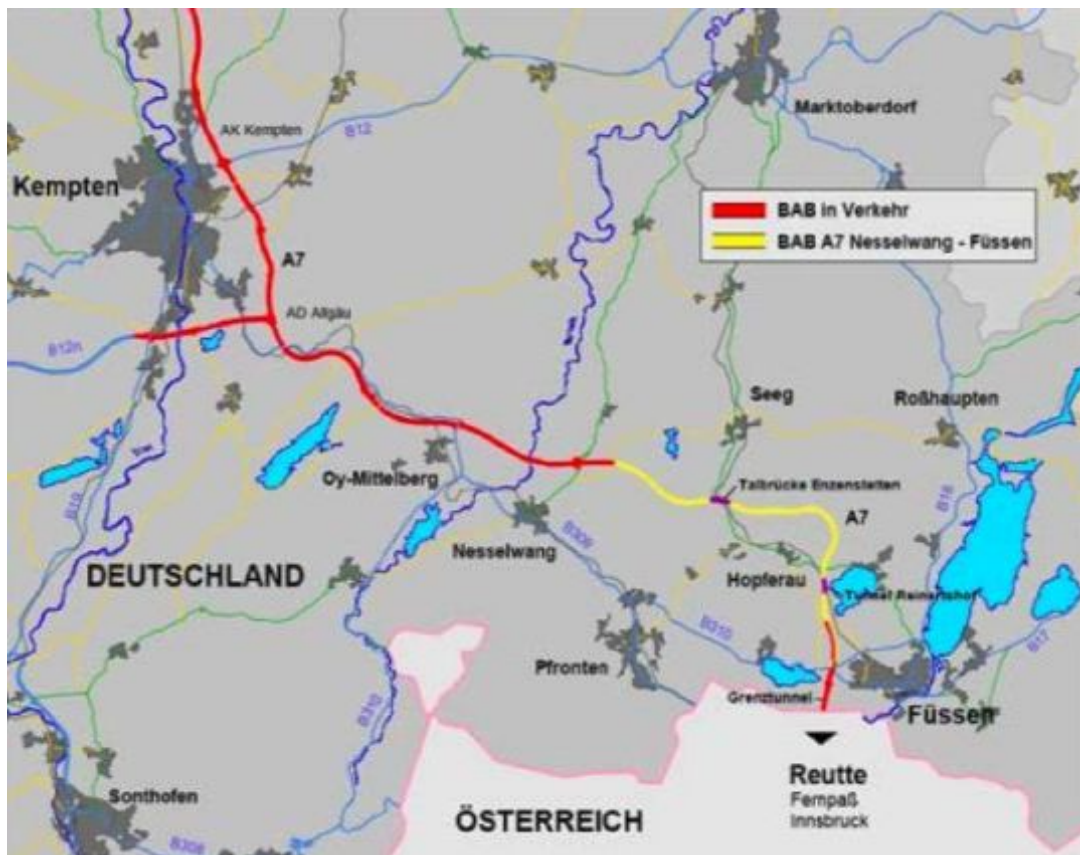 Marktoberdorf
AK Kempten
B12
Kempten
BAB in Verkehr
BAB A7 Nesselwang - Füssen
A7
AD Allgäu
B12n
Seeg
Roßhaupten
Oy-Mittelberg
Talbrücke Enzenstetten
B19
B16
A7
Nesselwang
B309
DEUTSCHLAND
Hopferau
Tunnel Reinertshof
B310
B17
Pfronten
Grenztunnel
Füssen
B310
Reutte
Fernpaß
Innsbruck
Sonthofen
ÖSTERREICH
B308